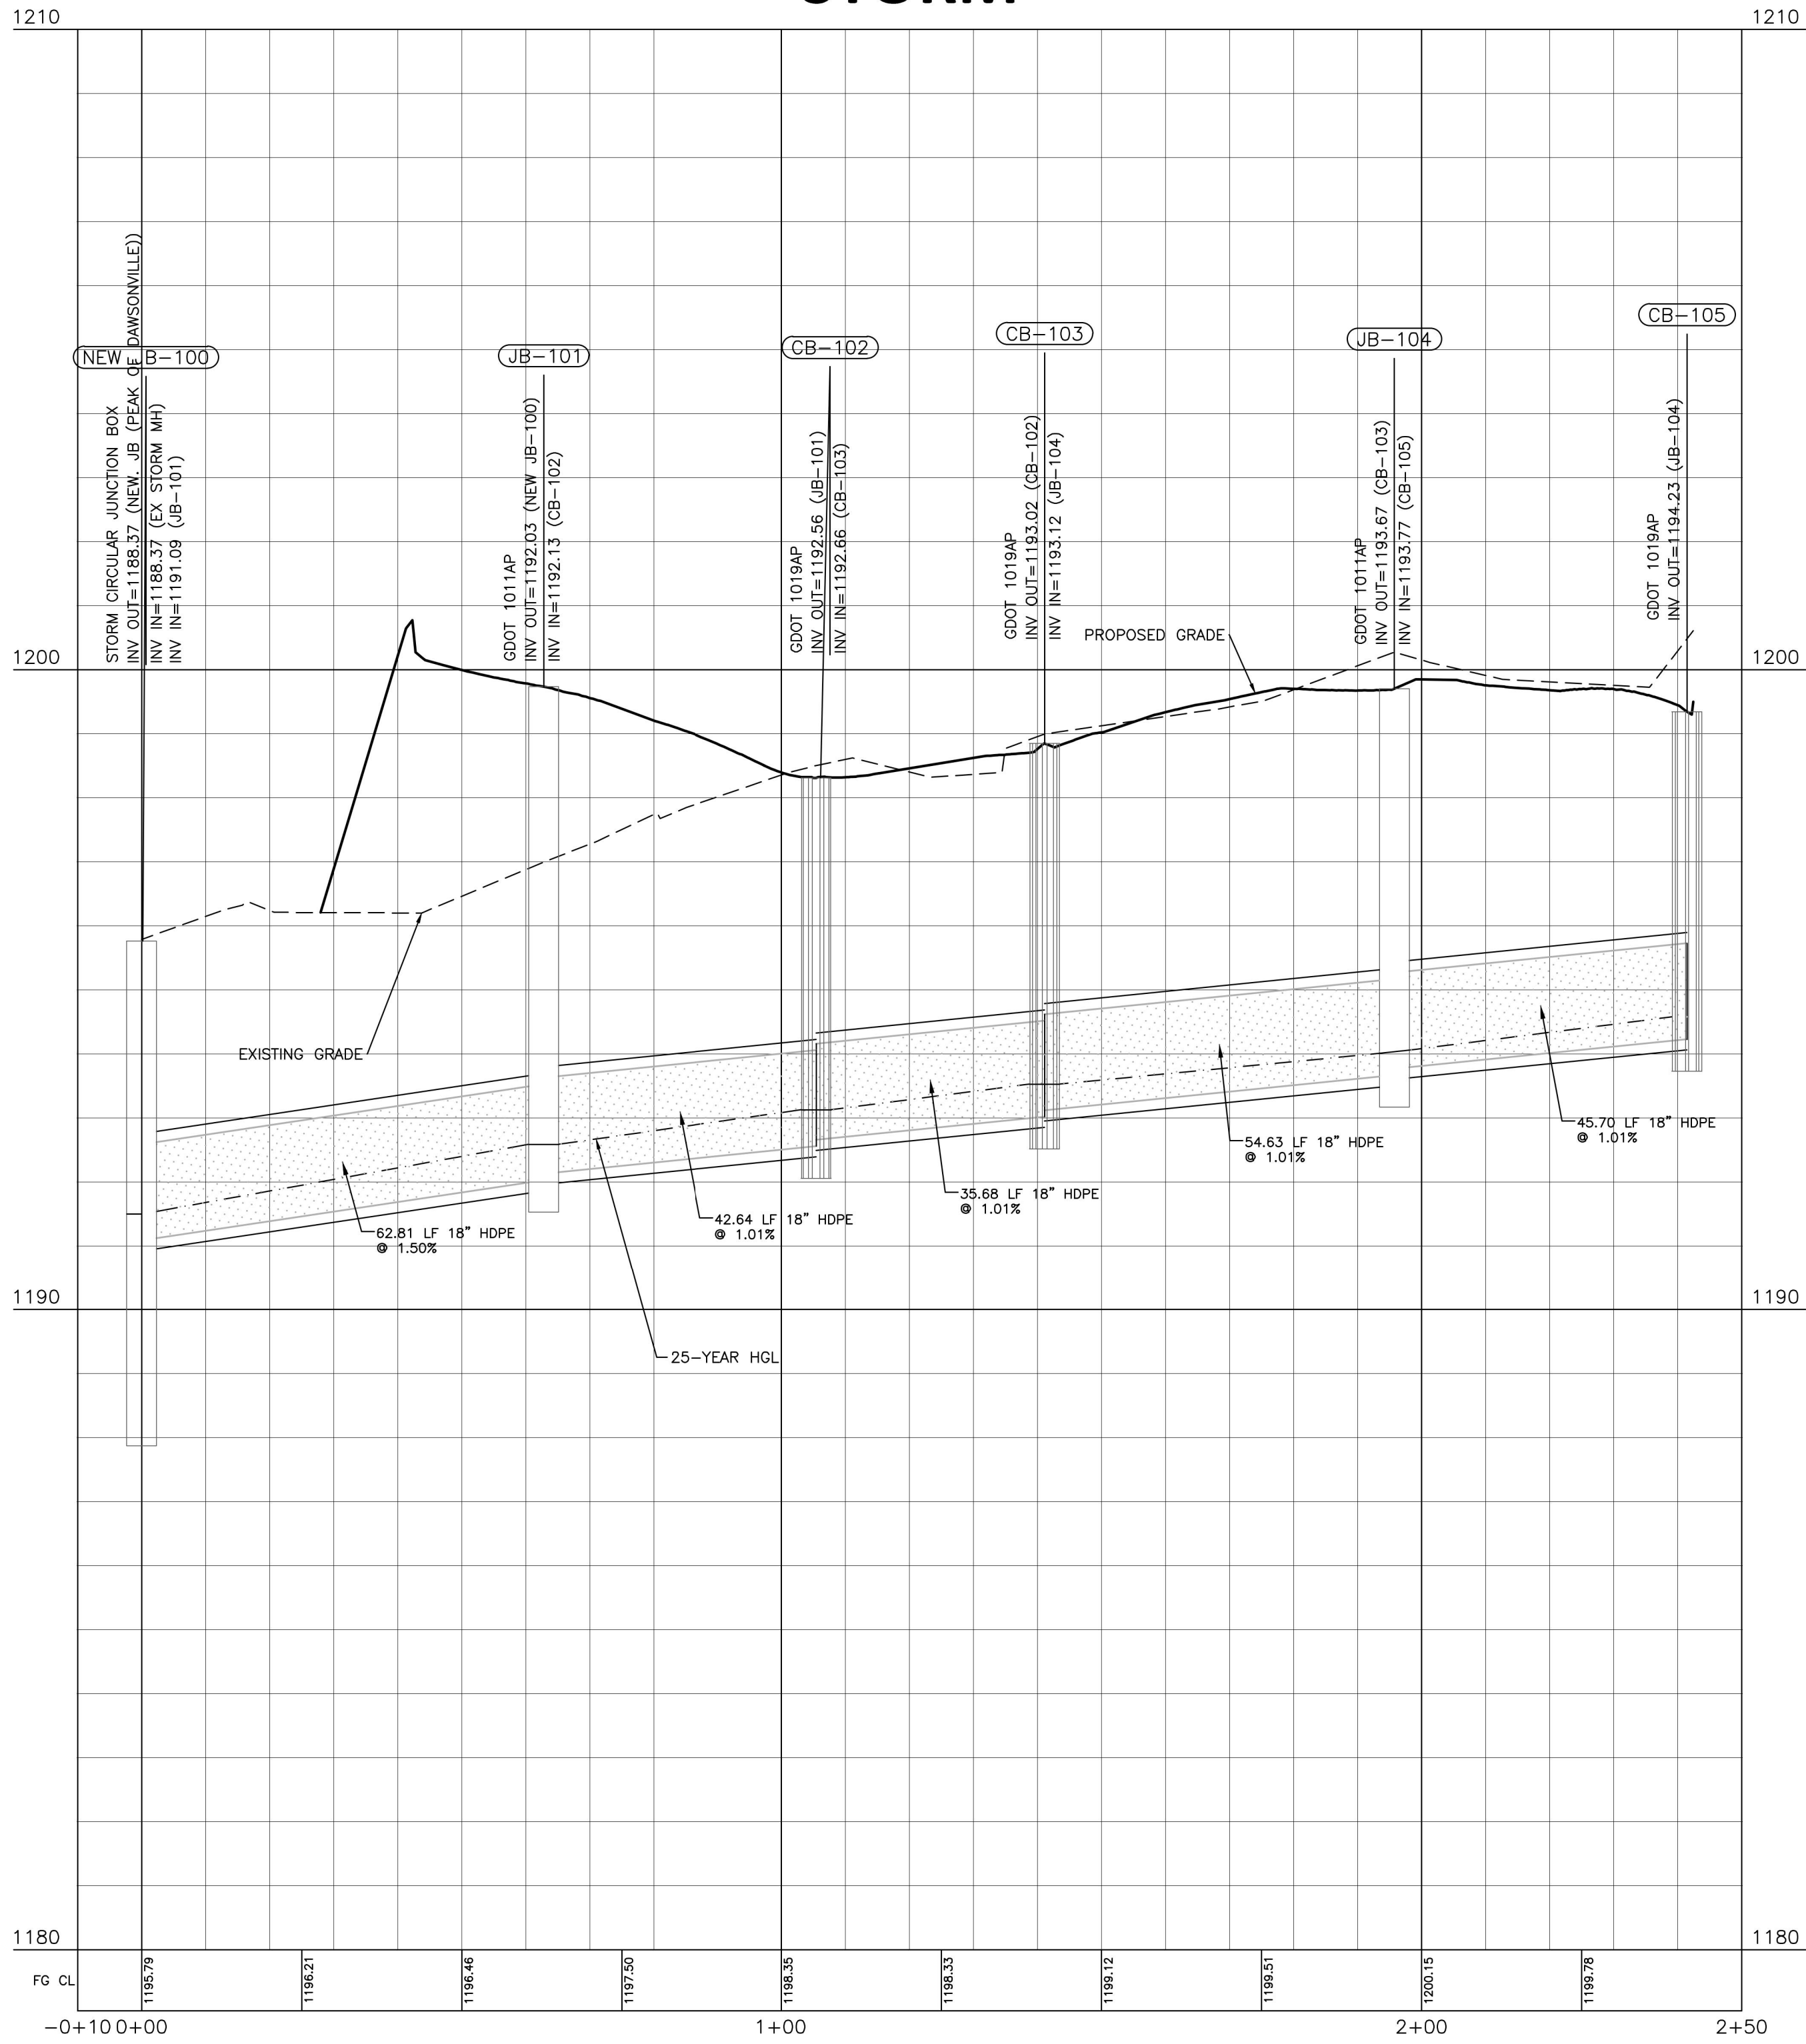 1210
1210
NEW JB-100
STORM CIRCULAR JUNCTION BOX
INV OUT=1188.37 (NEW. JB (PEAK OF DAWSONVILLE))
INV IN=1188.37 (EX STORM MH)
INV IN=1191.09 (JB-101)
JB-101
GDOT 1011AP
INV OUT=1192.03 (NEW JB-100)
INV IN=1192.13 (CB-102)
CB-102
GDOT 1019AP
INV OUT=1192.56 (JB-101)
INV IN=1192.66 (CB-103)
CB-103
GDOT 1019AP
INV OUT=1193.02 (CB-102)
INV IN=1193.12 (JB-104)
JB-104
GDOT 1011AP
INV OUT=1193.67 (CB-103)
INV IN=1193.77 (CB-105)
CB-105
GDOT 1019AP
INV OUT=1194.23 (JB-104)
PROPOSED GRADE
1200
1200
EXISTING GRADE
62.81 LF 18" HDPE
@ 1.50%
42.64 LF 18" HDPE
@ 1.01%
35.68 LF 18" HDPE
@ 1.01%
54.63 LF 18" HDPE
@ 1.01%
45.70 LF 18" HDPE
@ 1.01%
1190
1190
25-YEAR HGL
1180
1180
FG CL
1195.79
1196.21
1196.46
1197.50
1198.35
1198.33
1199.12
1199.51
1200.15
1199.78
-0+10
0+00
1+00
2+00
2+50